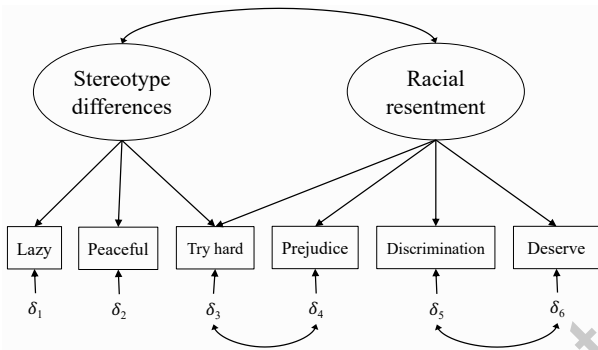 Stereotype
differences
Racial
resentment
Lazy
Peaceful
Try hard
Prejudice
Discrimination
Deserve
δ1
δ2
δ3
δ4
δ5
δ6